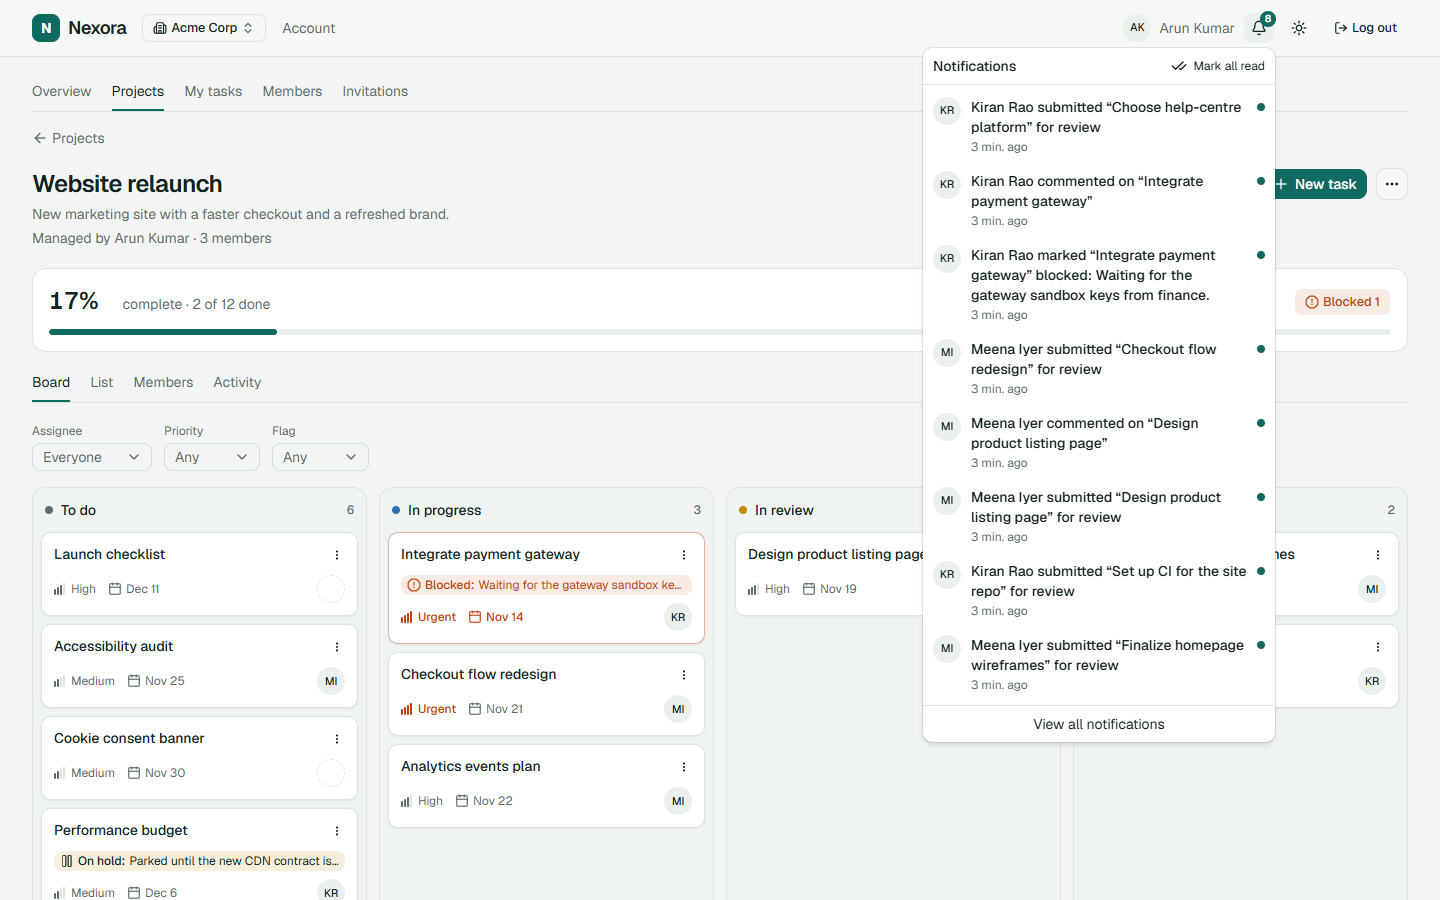 N Nexora Acme Corp Account AK Arun Kumar 8 Log out
Overview Projects My tasks Members Invitations
Projects
Website relaunch
New marketing site with a faster checkout and a refreshed brand.
Managed by Arun Kumar · 3 members
New task
17% complete · 2 of 12 done
Blocked 1
Board List Members Activity
Assignee Priority Flag
Everyone Any Any
To do 6
Launch checklist
High Dec 11
Accessibility audit
Medium Nov 25 MI
Cookie consent banner
Medium Nov 30
Performance budget
On hold: Parked until the new CDN contract is...
Medium Dec 6 KR
In progress 3
Integrate payment gateway
Blocked: Waiting for the gateway sandbox ke...
Urgent Nov 14 KR
Checkout flow redesign
Urgent Nov 21 MI
Analytics events plan
High Nov 22 MI
In review
Design product listing page
High Nov 19
2
MI
KR
Notifications Mark all read
KR Kiran Rao submitted “Choose help-centre
platform” for review
3 min. ago
KR Kiran Rao commented on “Integrate
payment gateway”
3 min. ago
KR Kiran Rao marked “Integrate payment
gateway” blocked: Waiting for the
gateway sandbox keys from finance.
3 min. ago
MI Meena Iyer submitted “Checkout flow
redesign” for review
3 min. ago
MI Meena Iyer commented on “Design
product listing page”
3 min. ago
MI Meena Iyer submitted “Design product
listing page” for review
3 min. ago
KR Kiran Rao submitted “Set up CI for the site
repo” for review
3 min. ago
MI Meena Iyer submitted “Finalize homepage
wireframes” for review
3 min. ago
View all notifications